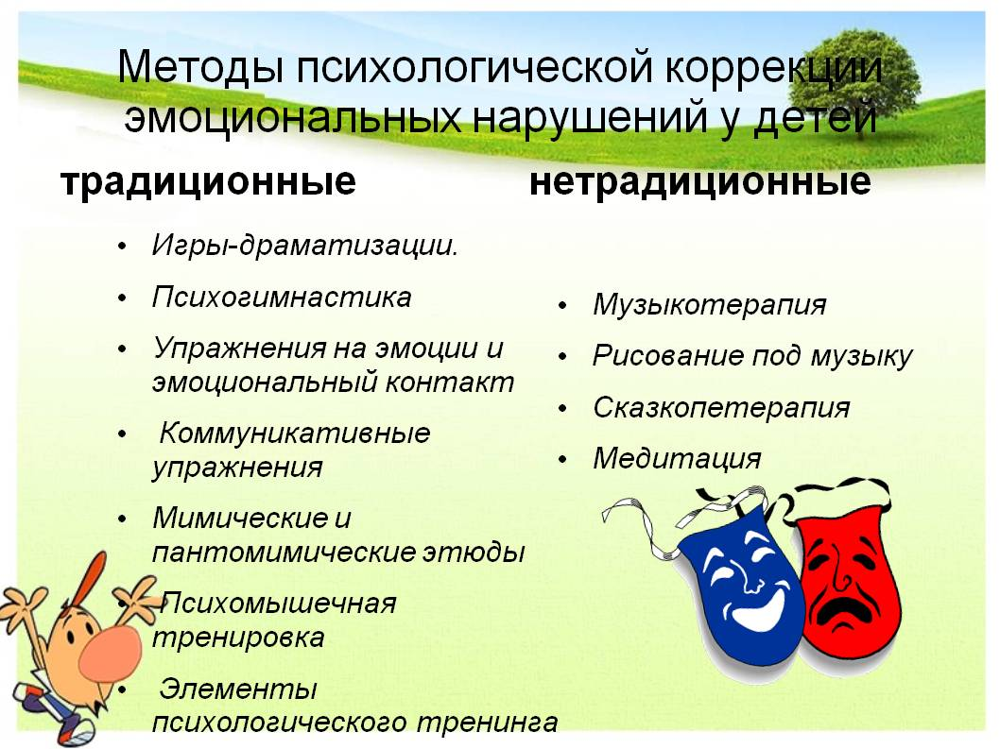 Методы психологической коррекции
эмоциональных нарушений у детей
традиционные
• Игры-драматизации.
• Психогимнастика
• Упражнения на эмоции и
эмоциональный контакт
• Коммуникативные
упражнения
• Мимические и
пантомимические этюды
• Психомышечная
тренировка
• Элементы
психологического тренинга
нетрадиционные
• Музыкотерапия
• Рисование под музыку
• Сказкопетерапия
• Медитация